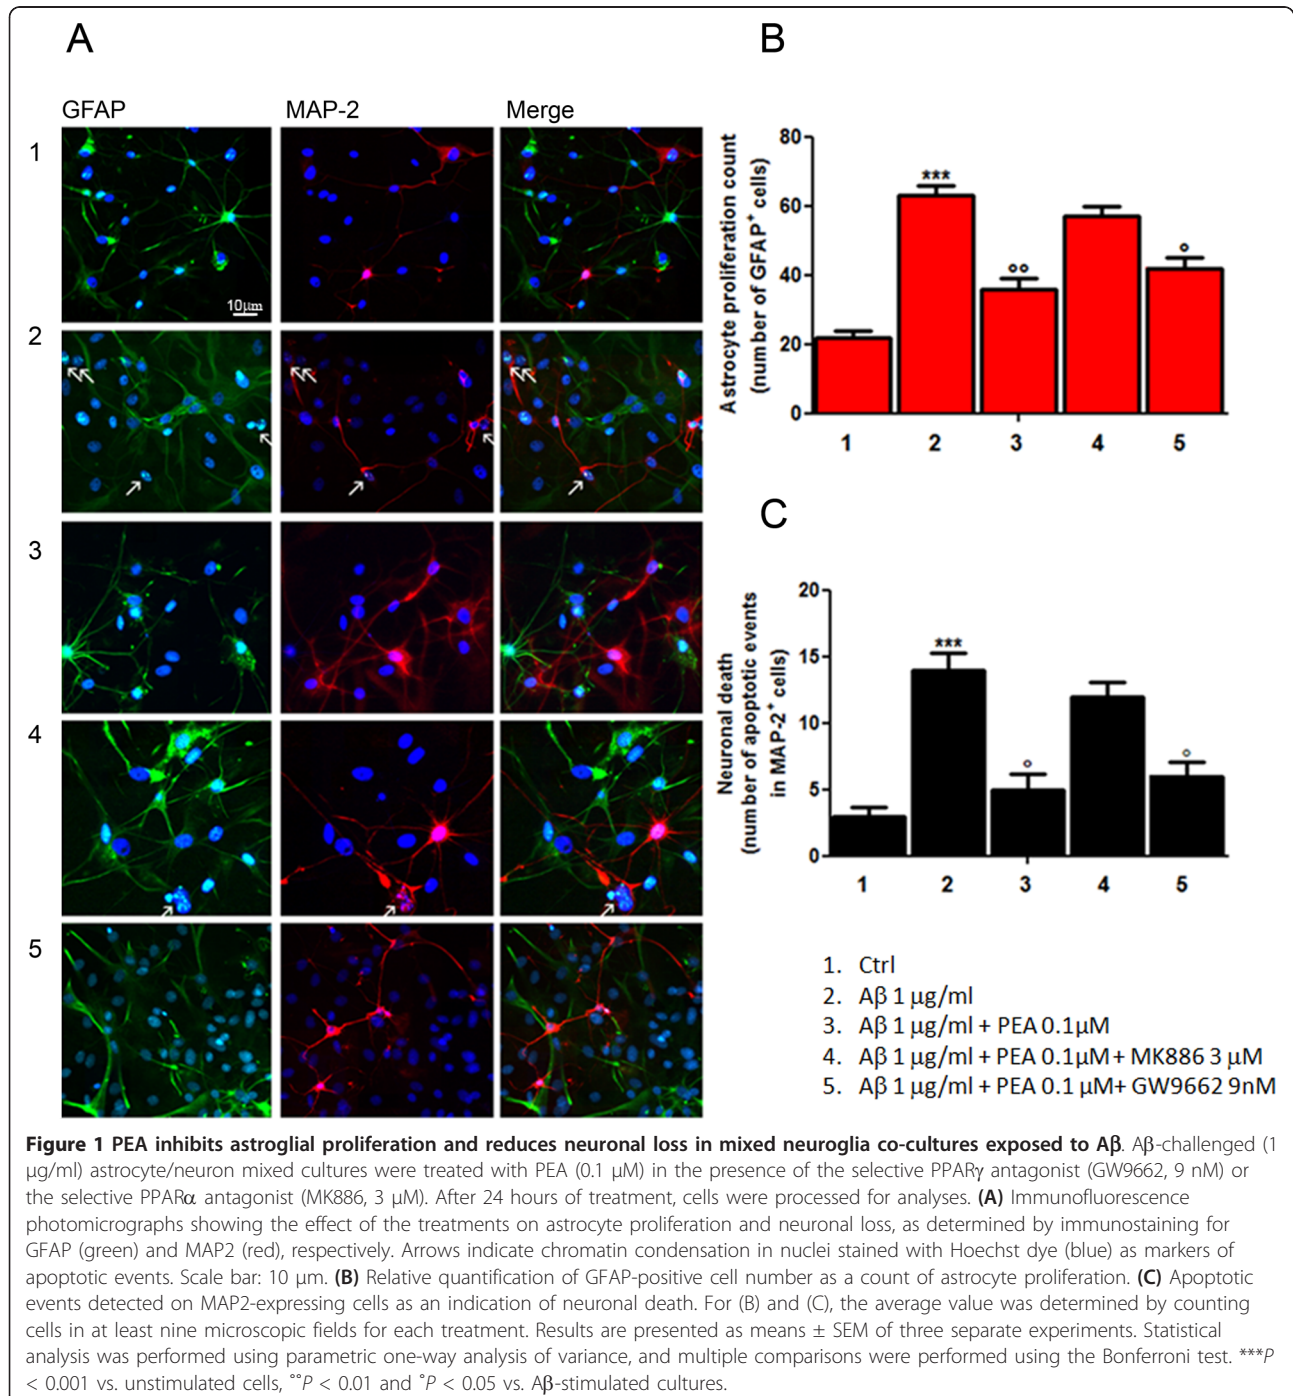 A
GFAP MAP-2 Merge
1
10µm
2
3
4
5
B
Astrocyte proliferation count
(number of GFAP⁺ cells)
80
60
40
20
0
***
°°
°
1 2 3 4 5
C
Neuronal death
(number of apoptotic events
in MAP-2⁺ cells)
20
15
10
5
0
***
°
°
1 2 3 4 5
1. Ctrl
2. Aβ 1 µg/ml
3. Aβ 1 µg/ml + PEA 0.1µM
4. Aβ 1 µg/ml + PEA 0.1µM + MK886 3 µM
5. Aβ 1 µg/ml + PEA 0.1 µM+ GW9662 9nM
Figure 1 PEA inhibits astroglial proliferation and reduces neuronal loss in mixed neuroglia co-cultures exposed to Aβ. Aβ-challenged (1
µg/ml) astrocyte/neuron mixed cultures were treated with PEA (0.1 µM) in the presence of the selective PPARγ antagonist (GW9662, 9 nM) or
the selective PPARα antagonist (MK886, 3 µM). After 24 hours of treatment, cells were processed for analyses. (A) Immunofluorescence
photomicrographs showing the effect of the treatments on astrocyte proliferation and neuronal loss, as determined by immunostaining for
GFAP (green) and MAP2 (red), respectively. Arrows indicate chromatin condensation in nuclei stained with Hoechst dye (blue) as markers of
apoptotic events. Scale bar: 10 µm. (B) Relative quantification of GFAP-positive cell number as a count of astrocyte proliferation. (C) Apoptotic
events detected on MAP2-expressing cells as an indication of neuronal death. For (B) and (C), the average value was determined by counting
cells in at least nine microscopic fields for each treatment. Results are presented as means ± SEM of three separate experiments. Statistical
analysis was performed using parametric one-way analysis of variance, and multiple comparisons were performed using the Bonferroni test. ***P
< 0.001 vs. unstimulated cells, °°P < 0.01 and °P < 0.05 vs. Aβ-stimulated cultures.